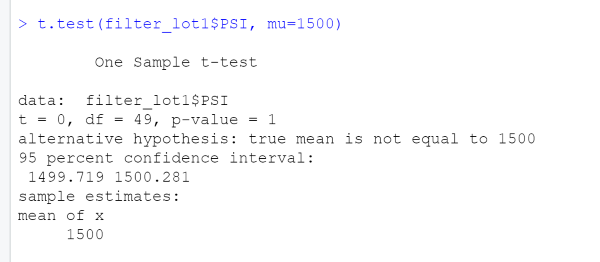 > t.test(filter_lot1$PSI, mu=1500)
One Sample t-test
data:  filter_lot1$PSI
t = 0, df = 49, p-value = 1
alternative hypothesis: true mean is not equal to 1500
95 percent confidence interval:
1499.719 1500.281
sample estimates:
mean of x
1500